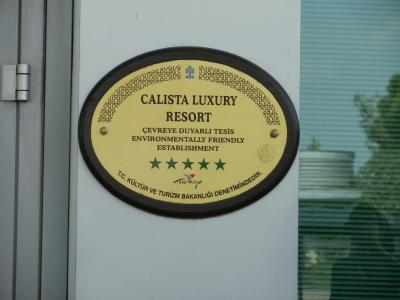 CALISTA LUXURY
RESORT
ÇEVREYE DUYARLI TESİS
ENVIRONMENTALLY FRIENDLY
ESTABLISHMENT
Türkiye
T.C. KÜLTÜR VE TURİZM BAKANLIĞI DENETİMİNDEDİR.